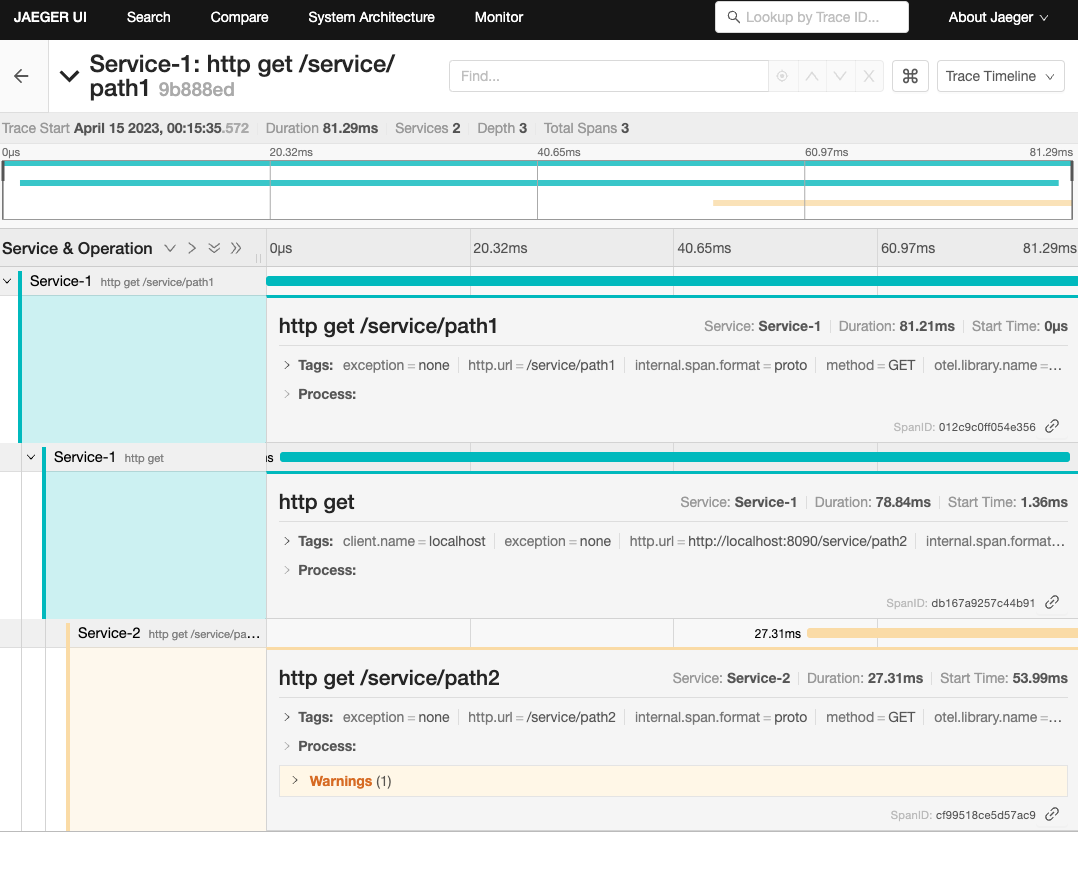 JAEGER UI Search Compare System Architecture Monitor Lookup by Trace ID... About Jaeger
Service-1: http get /service/
path1 9b888ed
Find... ⌘ Trace Timeline
Trace Start April 15 2023, 00:15:35.572 Duration 81.29ms Services 2 Depth 3 Total Spans 3
0μs 20.32ms 40.65ms 60.97ms 81.29ms
Service & Operation 0μs 20.32ms 40.65ms 60.97ms 81.29ms
Service-1 http get /service/path1
http get /service/path1 Service: Service-1 Duration: 81.21ms Start Time: 0μs
Tags: exception = none http.url = /service/path1 internal.span.format = proto method = GET otel.library.name =...
Process:
SpanID: 012c9c0ff054e356
Service-1 http get
http get Service: Service-1 Duration: 78.84ms Start Time: 1.36ms
Tags: client.name = localhost exception = none http.url = http://localhost:8090/service/path2 internal.span.format...
Process:
SpanID: db167a9257c44b91
Service-2 http get /service/pa... 27.31ms
http get /service/path2 Service: Service-2 Duration: 27.31ms Start Time: 53.99ms
Tags: exception = none http.url = /service/path2 internal.span.format = proto method = GET otel.library.name =...
Process:
Warnings (1)
SpanID: cf99518ce5d57ac9